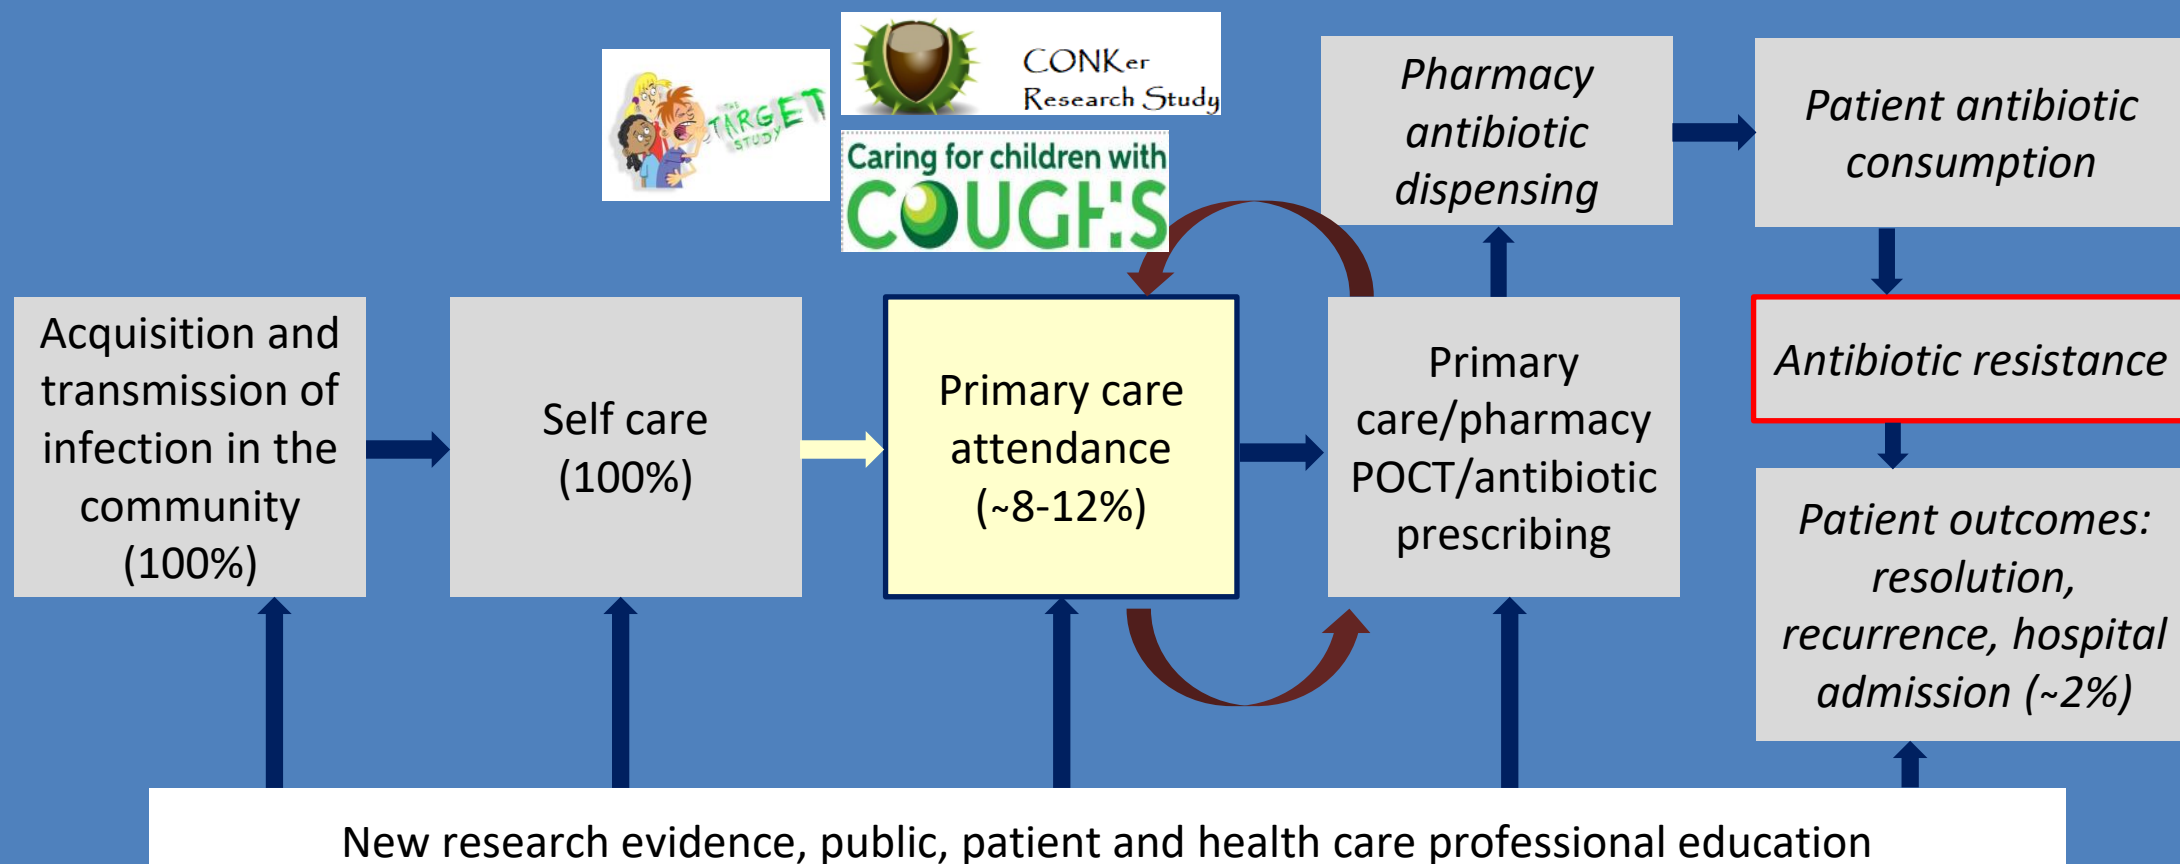 THE
TARGET
STUDY
CONKer
Research Study
Caring for children with
COUGHS
Pharmacy
antibiotic
dispensing
Patient antibiotic
consumption
Acquisition and
transmission of
infection in the
community
(100%)
Self care
(100%)
Primary care
attendance
(~8-12%)
Primary
care/pharmacy
POCT/antibiotic
prescribing
Antibiotic resistance
Patient outcomes:
resolution,
recurrence, hospital
admission (~2%)
New research evidence, public, patient and health care professional education